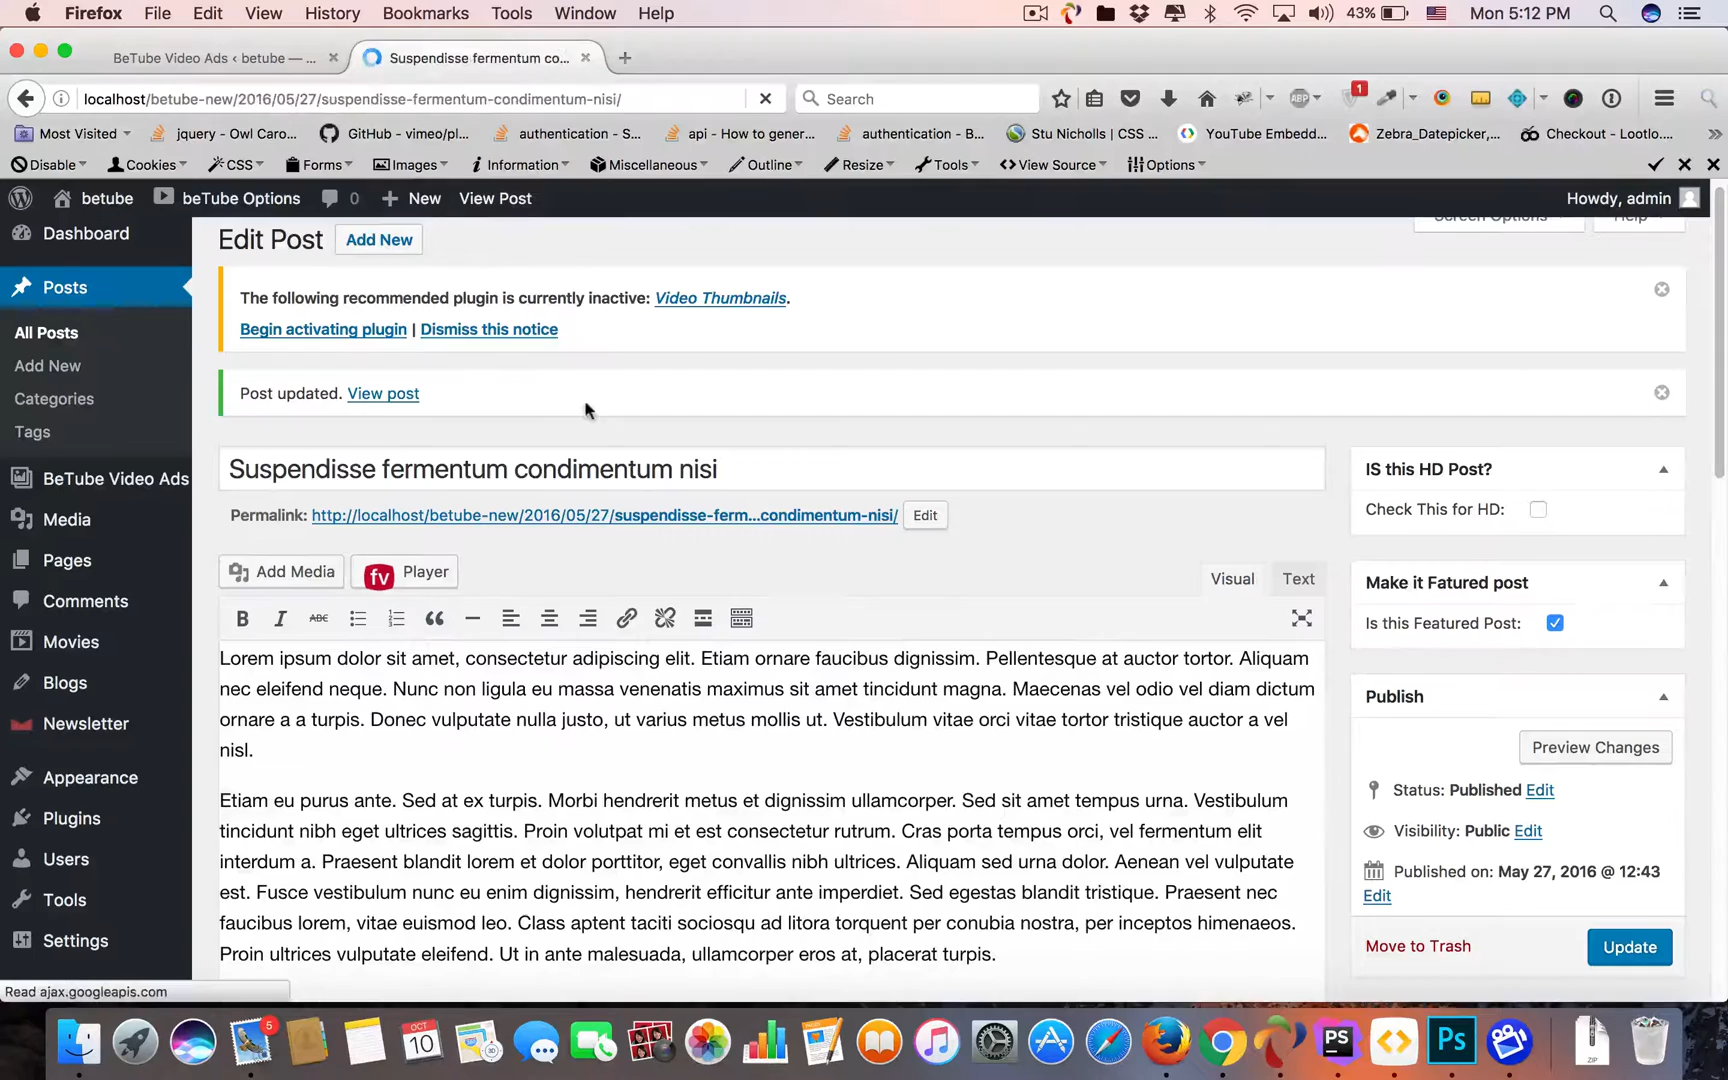 Firefox File Edit View History Bookmarks Tools Window Help 43% Mon 5:12 PM
BeTube Video Ads ‹ betube — ... Suspendisse fermentum co...
localhost/betube-new/2016/05/27/suspendisse-fermentum-condimentum-nisi/ Search 1 ABP
Most Visited jquery - Owl Caro... GitHub - vimeo/pl... authentication - S... api - How to gener... authentication - B... Stu Nicholls | CSS ... YouTube Embedd... Zebra_Datepicker,... Checkout - Lootlo....
Disable Cookies CSS Forms Images Information Miscellaneous Outline Resize Tools View Source Options
betube beTube Options 0 New View Post Howdy, admin
Dashboard
Posts
All Posts
Add New
Categories
Tags
BeTube Video Ads
Media
Pages
Comments
Movies
Blogs
Newsletter
Appearance
Plugins
Users
Tools
Settings
Screen Options Help
Edit Post Add New
The following recommended plugin is currently inactive: Video Thumbnails.
Begin activating plugin | Dismiss this notice
Post updated. View post
Suspendisse fermentum condimentum nisi
Permalink: http://localhost/betube-new/2016/05/27/suspendisse-ferm...condimentum-nisi/ Edit
Add Media fv Player Visual Text
B I ABC
Lorem ipsum dolor sit amet, consectetur adipiscing elit. Etiam ornare faucibus dignissim. Pellentesque at auctor tortor. Aliquam
nec eleifend neque. Nunc non ligula eu massa venenatis maximus sit amet tincidunt magna. Maecenas vel odio vel diam dictum
ornare a a turpis. Donec vulputate nulla justo, ut varius metus mollis ut. Vestibulum vitae orci vitae tortor tristique auctor a vel
nisl.
Etiam eu purus ante. Sed at ex turpis. Morbi hendrerit metus et dignissim ullamcorper. Sed sit amet tempus urna. Vestibulum
tincidunt nibh eget ultrices sagittis. Proin volutpat mi et est consectetur rutrum. Cras porta tempus orci, vel fermentum elit
interdum a. Praesent blandit lorem et dolor porttitor, eget convallis nibh ultrices. Aliquam sed urna dolor. Aenean vel vulputate
est. Fusce vestibulum nunc eu enim dignissim, hendrerit efficitur ante imperdiet. Sed egestas blandit tristique. Praesent nec
faucibus lorem, vitae euismod leo. Class aptent taciti sociosqu ad litora torquent per conubia nostra, per inceptos himenaeos.
Proin ultrices vulputate eleifend. Ut in ante malesuada, ullamcorper eros at, placerat turpis.
IS this HD Post?
Check This for HD:
Make it Fatured post
Is this Featured Post:
Publish
Preview Changes
Status: Published Edit
Visibility: Public Edit
Published on: May 27, 2016 @ 12:43
Edit
Move to Trash Update
Read ajax.googleapis.com
5 OCT 10 PS Ps ZIP